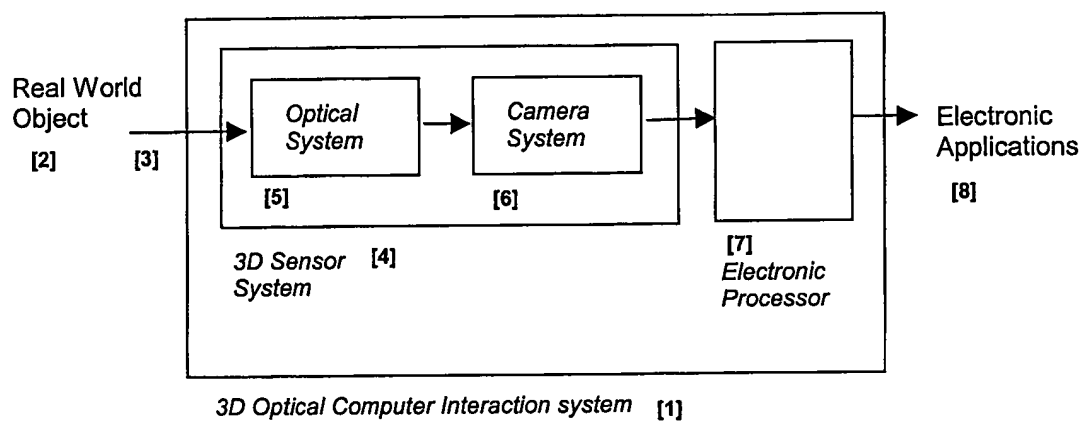 Real World
Object
[2]
[3]
Optical
System
[5]
Camera
System
[6]
3D Sensor
System
[4]
[7]
Electronic
Processor
Electronic
Applications
[8]
3D Optical Computer Interaction system [1]